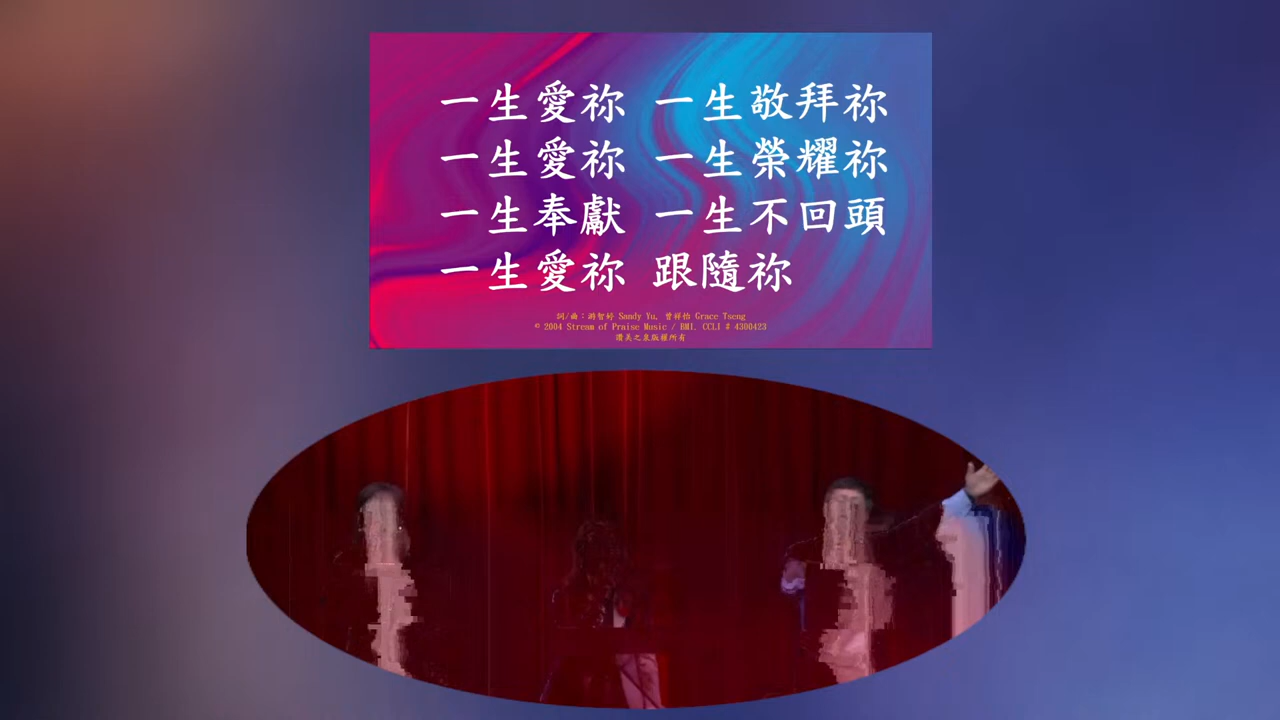 一生愛祢 一生敬拜祢
一生愛祢 一生榮耀祢
一生奉獻 一生不回頭
一生愛祢 跟隨祢
詞/曲：游智婷 Sandy Yu, 曾祥怡 Grace Tseng
© 2004 Stream of Praise Music / BMI. CCLI # 4300423
讚美之泉版權所有